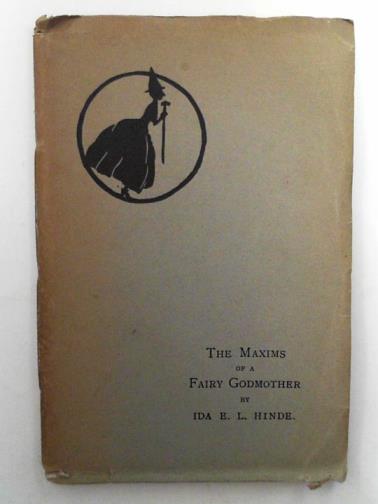 The Maxims
of a
Fairy Godmother
by
IDA E. L. HINDE.